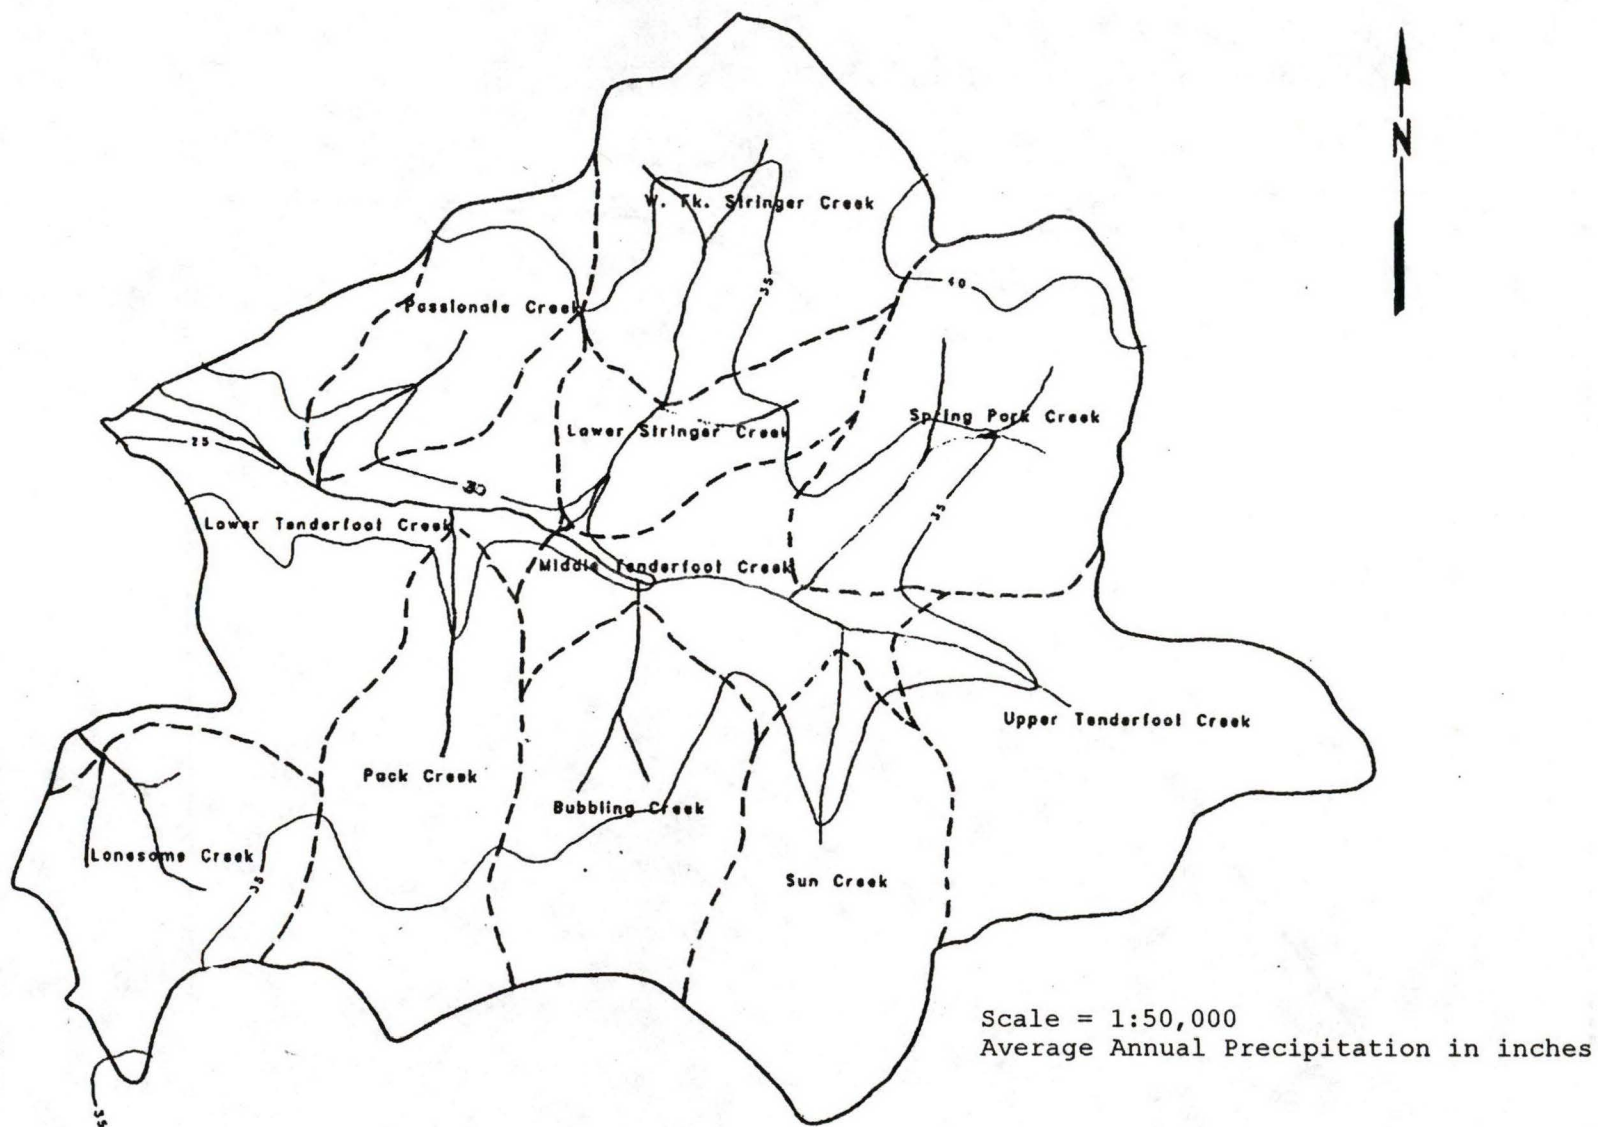 N
W. Fk. Stringer Creek
40
35
Passionate Creek
Spring Park Creek
Lower Stringer Creek
25
30
35
Lower Tenderfoot Creek
Middle Tenderfoot Creek
Upper Tenderfoot Creek
Pack Creek
Bubbling Creek
Lonesome Creek
35
Sun Creek
Scale = 1:50,000
Average Annual Precipitation in inches
35